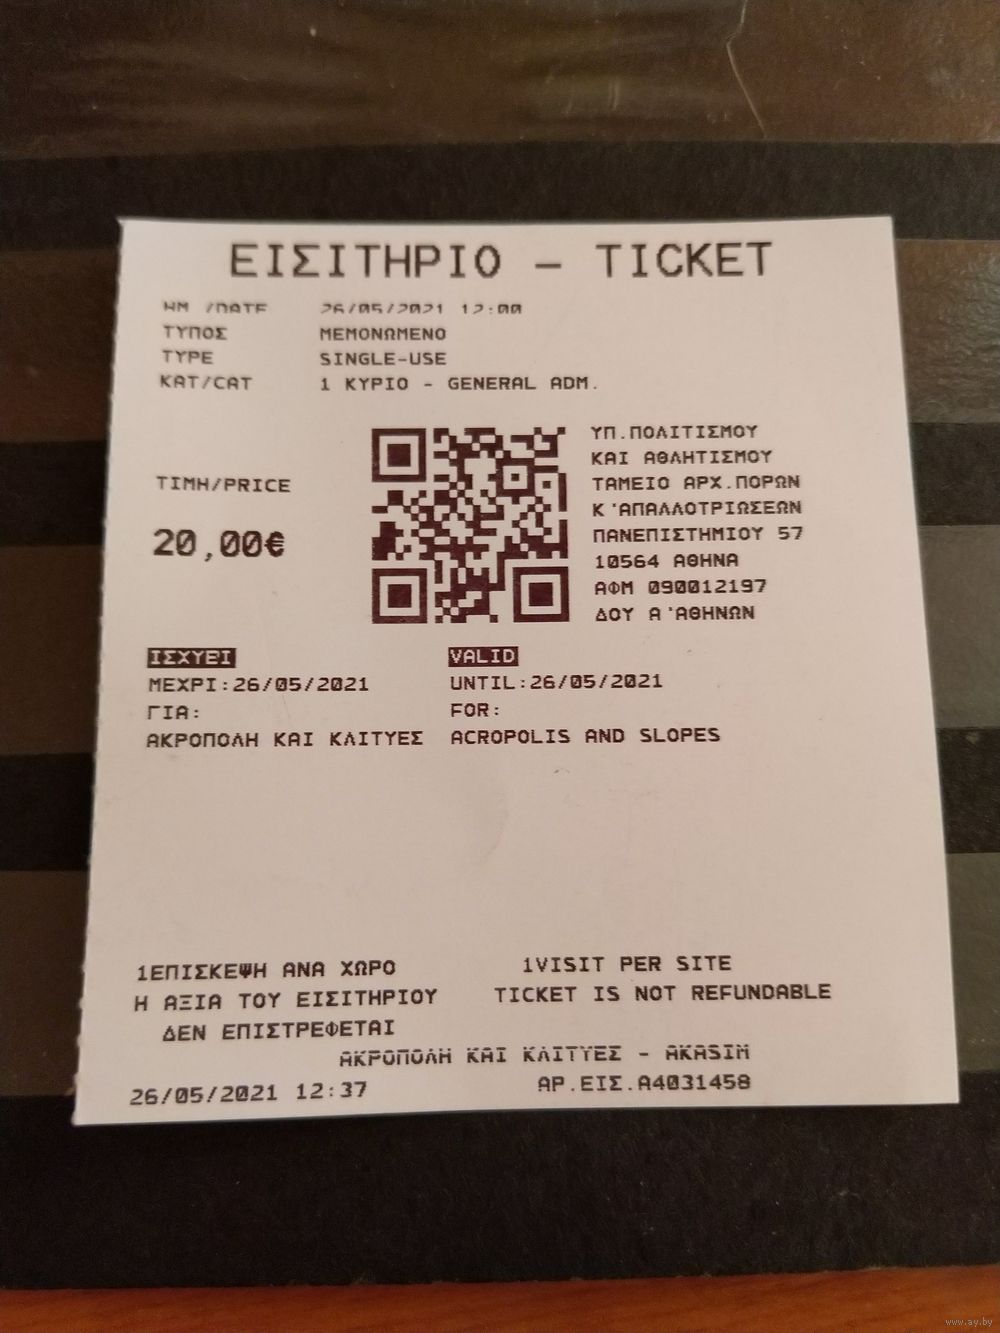 ΕΙΣΙΤΗΡΙΟ – TICKET
ΗΜ /DATE 26/05/2021 12:00
ΤΥΠΟΣ ΜΕΜΟΝΩΜΕΝΟ
TYPE SINGLE-USE
ΚΑΤ/CAT 1 ΚΥΡΙΟ - GENERAL ADM.
ΤΙΜΗ/PRICE
20,00€
ΥΠ.ΠΟΛΙΤΙΣΜΟΥ
ΚΑΙ ΑΘΛΗΤΙΣΜΟΥ
ΤΑΜΕΙΟ ΑΡΧ.ΠΟΡΩΝ
Κ'ΑΠΑΛΛΟΤΡΙΩΣΕΩΝ
ΠΑΝΕΠΙΣΤΗΜΙΟΥ 57
10564 ΑΘΗΝΑ
ΑΦΜ 090012197
ΔΟΥ Α'ΑΘΗΝΩΝ
ΙΣΧΥΕΙ
ΜΕΧΡΙ:26/05/2021
ΓΙΑ:
ΑΚΡΟΠΟΛΗ ΚΑΙ ΚΛΙΤΥΕΣ
VALID
UNTIL:26/05/2021
FOR:
ACROPOLIS AND SLOPES
1ΕΠΙΣΚΕΨΗ ΑΝΑ ΧΩΡΟ
Η ΑΞΙΑ ΤΟΥ ΕΙΣΙΤΗΡΙΟΥ
ΔΕΝ ΕΠΙΣΤΡΕΦΕΤΑΙ
1VISIT PER SITE
TICKET IS NOT REFUNDABLE
ΑΚΡΟΠΟΛΗ ΚΑΙ ΚΛΙΤΥΕΣ - AKASIM
26/05/2021 12:37
ΑΡ.ΕΙΣ.A4031458
www.ay.by